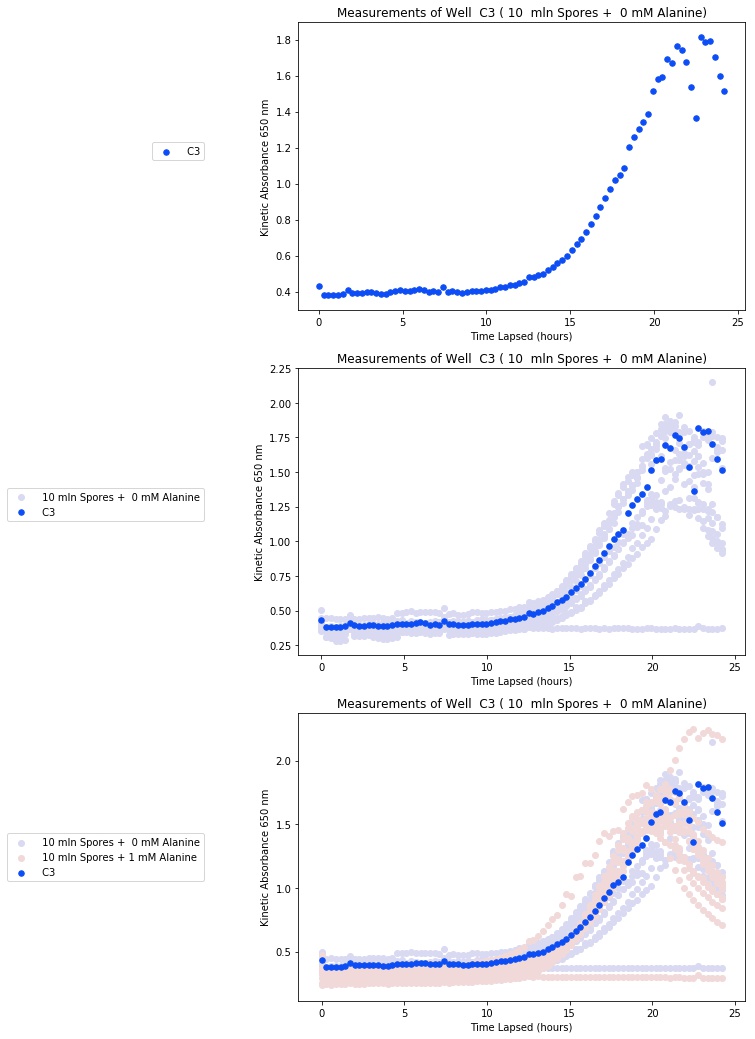 Measurements of Well  C3 ( 10  mln Spores +  0 mM Alanine)
C3
Kinetic Absorbance 650 nm
1.8
1.6
1.4
1.2
1.0
0.8
0.6
0.4
0 5 10 15 20 25
Time Lapsed (hours)
Measurements of Well  C3 ( 10  mln Spores +  0 mM Alanine)
10 mln Spores +  0 mM Alanine
C3
Kinetic Absorbance 650 nm
2.25
2.00
1.75
1.50
1.25
1.00
0.75
0.50
0.25
0 5 10 15 20 25
Time Lapsed (hours)
Measurements of Well  C3 ( 10  mln Spores +  0 mM Alanine)
10 mln Spores +  0 mM Alanine
10 mln Spores + 1 mM Alanine
C3
Kinetic Absorbance 650 nm
2.0
1.5
1.0
0.5
0 5 10 15 20 25
Time Lapsed (hours)